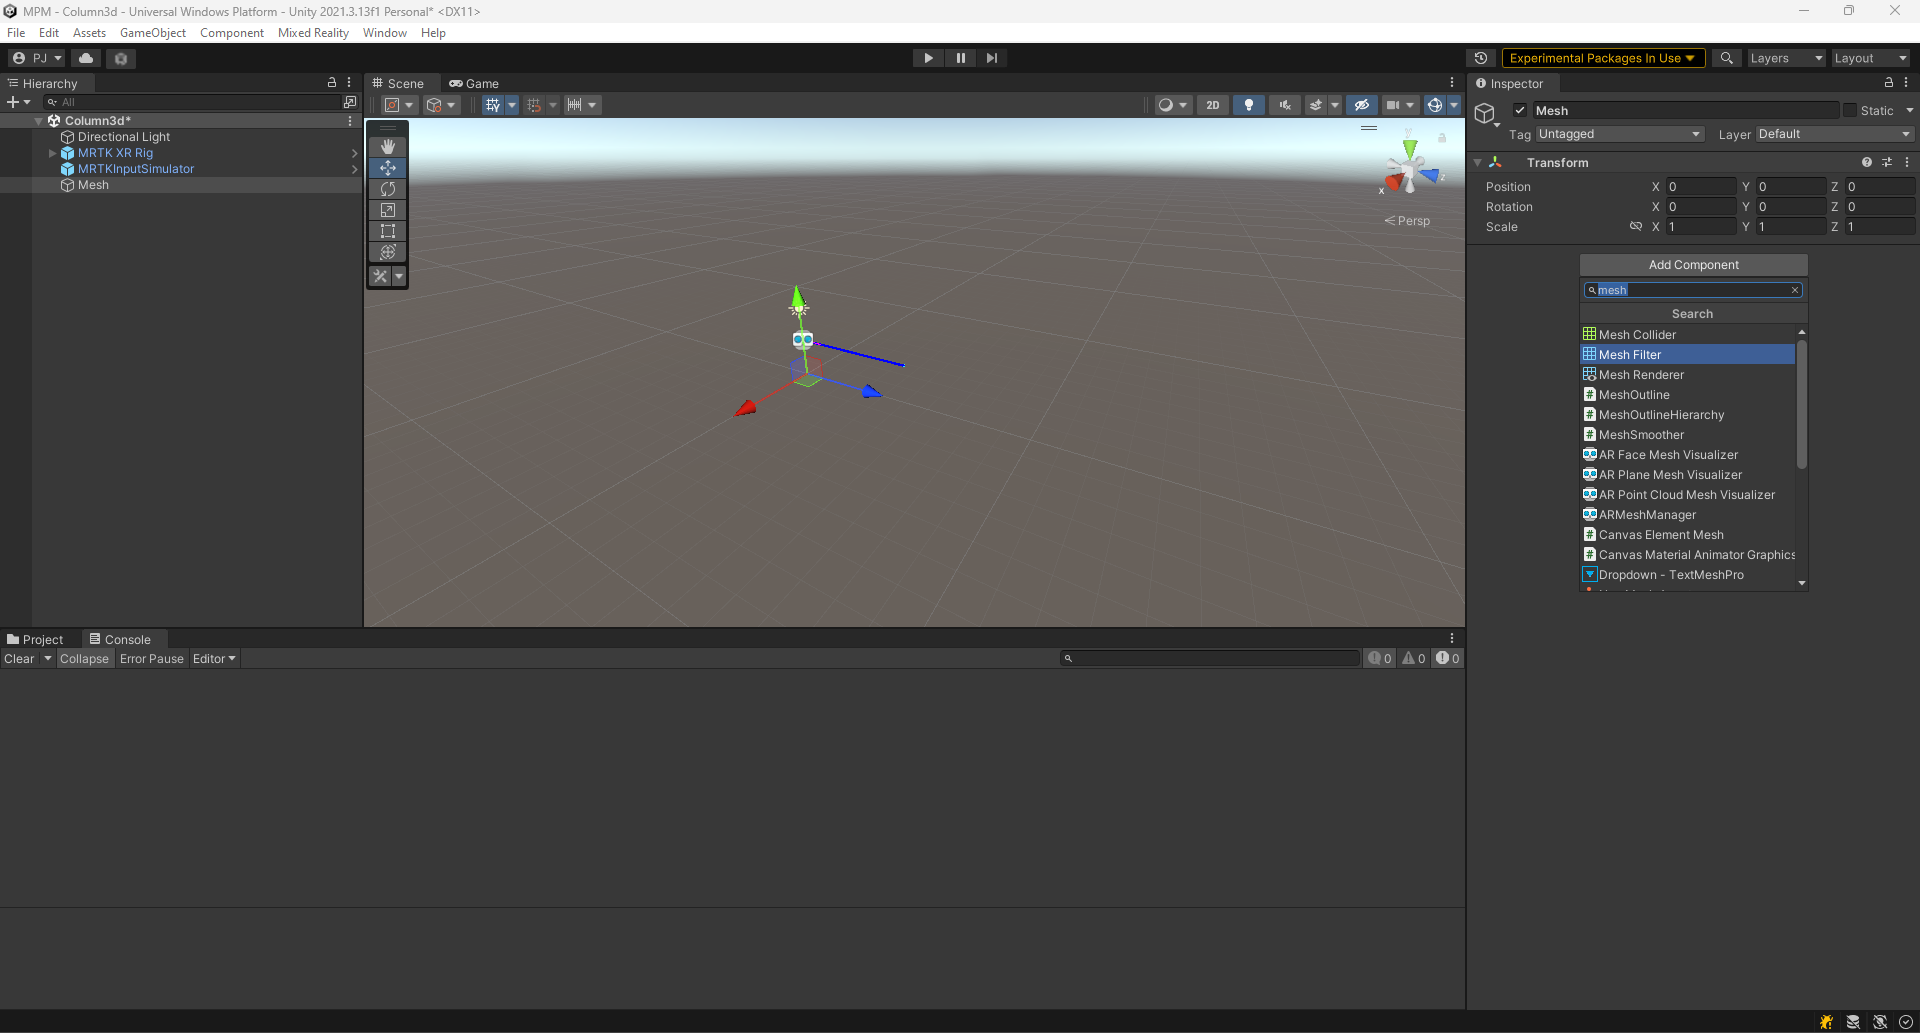 MPM - Column3d - Universal Windows Platform - Unity 2021.3.13f1 Personal* <DX11>
File Edit Assets GameObject Component Mixed Reality Window Help
PJ Experimental Packages In Use Layers Layout
Hierarchy
All
Column3d*
Directional Light
MRTK XR Rig
MRTKInputSimulator
Mesh
Scene Game
2D
y
z
x
Persp
Inspector
Mesh Static
Tag Untagged Layer Default
Transform
Position X 0 Y 0 Z 0
Rotation X 0 Y 0 Z 0
Scale X 1 Y 1 Z 1
Add Component
mesh
Search
Mesh Collider
Mesh Filter
Mesh Renderer
MeshOutline
MeshOutlineHierarchy
MeshSmoother
AR Face Mesh Visualizer
AR Plane Mesh Visualizer
AR Point Cloud Mesh Visualizer
ARMeshManager
Canvas Element Mesh
Canvas Material Animator Graphics
Dropdown - TextMeshPro
Project Console
Clear Collapse Error Pause Editor 0 0 0